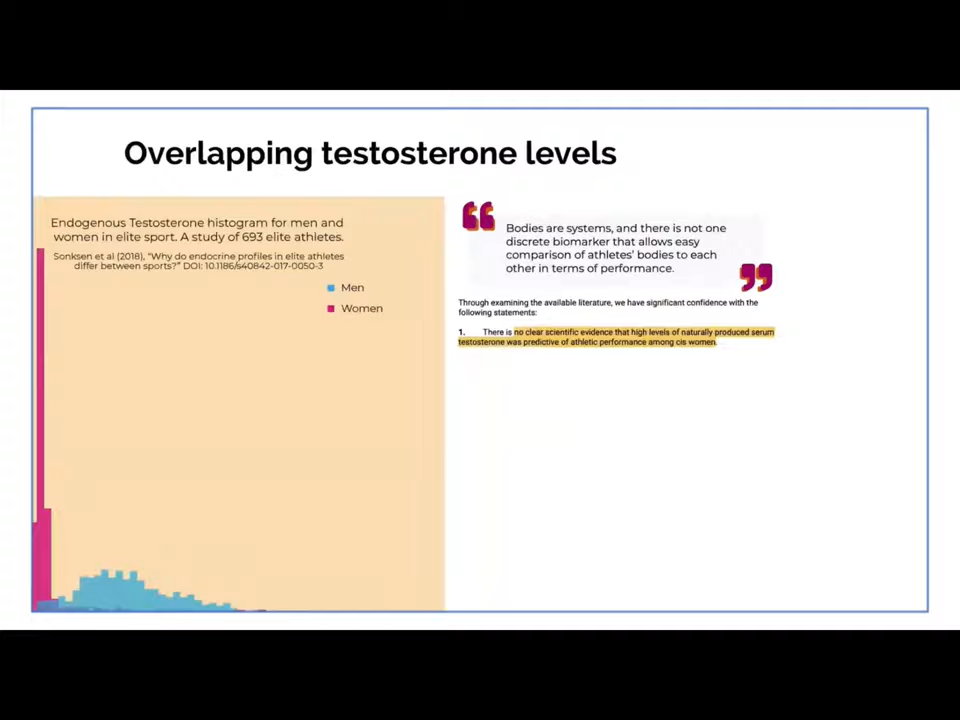 Overlapping testosterone levels
Endogenous Testosterone histogram for men and
women in elite sport. A study of 693 elite athletes.
Sonksen et al (2018), "Why do endocrine profiles in elite athletes
differ between sports?" DOI: 10.1186/s40842-017-0050-3
Men
Women
Bodies are systems, and there is not one
discrete biomarker that allows easy
comparison of athletes' bodies to each
other in terms of performance.
Through examining the available literature, we have significant confidence with the
following statements:
1. There is no clear scientific evidence that high levels of naturally produced serum
testosterone was predictive of athletic performance among cis women.